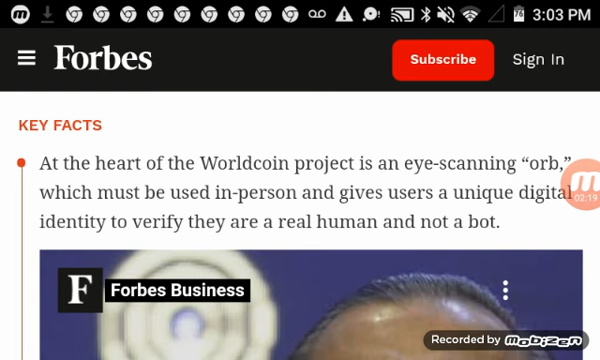 76 3:03 PM
Forbes
Subscribe
Sign In
KEY FACTS
At the heart of the Worldcoin project is an eye-scanning “orb,”
which must be used in-person and gives users a unique digital
identity to verify they are a real human and not a bot.
02:19
F Forbes Business
Recorded by mobizen